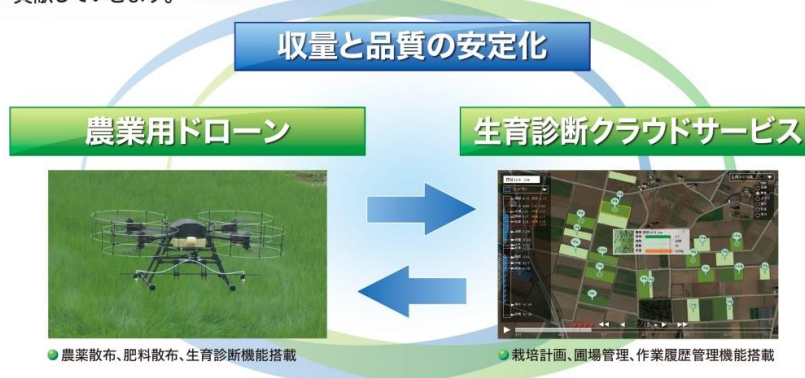 収量と品質の安定化
農業用ドローン
生育診断クラウドサービス
●農薬散布、肥料散布、生育診断機能搭載
●栽培計画、圃場管理、作業履歴管理機能搭載